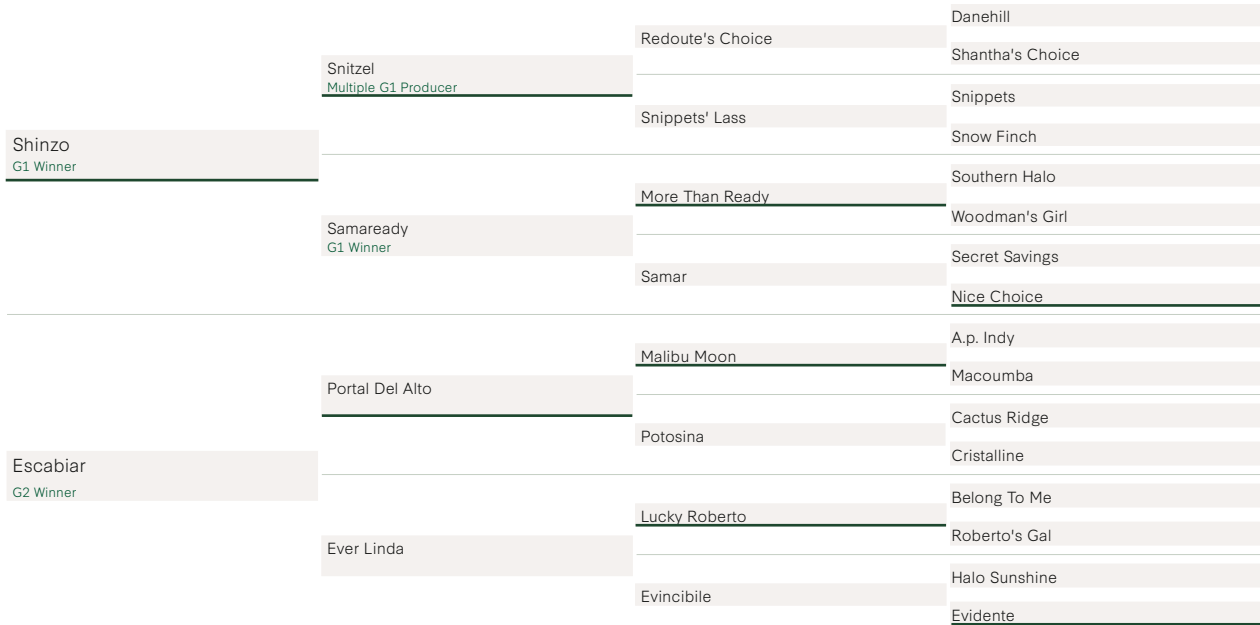 Shinzo
G1 Winner
Escabiar
G2 Winner
Snitzel
Multiple G1 Producer
Samaready
G1 Winner
Portal Del Alto
Ever Linda
Redoute's Choice
Snippets' Lass
More Than Ready
Samar
Malibu Moon
Potosina
Lucky Roberto
Evincibile
Danehill
Shantha's Choice
Snippets
Snow Finch
Southern Halo
Woodman's Girl
Secret Savings
Nice Choice
A.p. Indy
Macoumba
Cactus Ridge
Cristalline
Belong To Me
Roberto's Gal
Halo Sunshine
Evidente